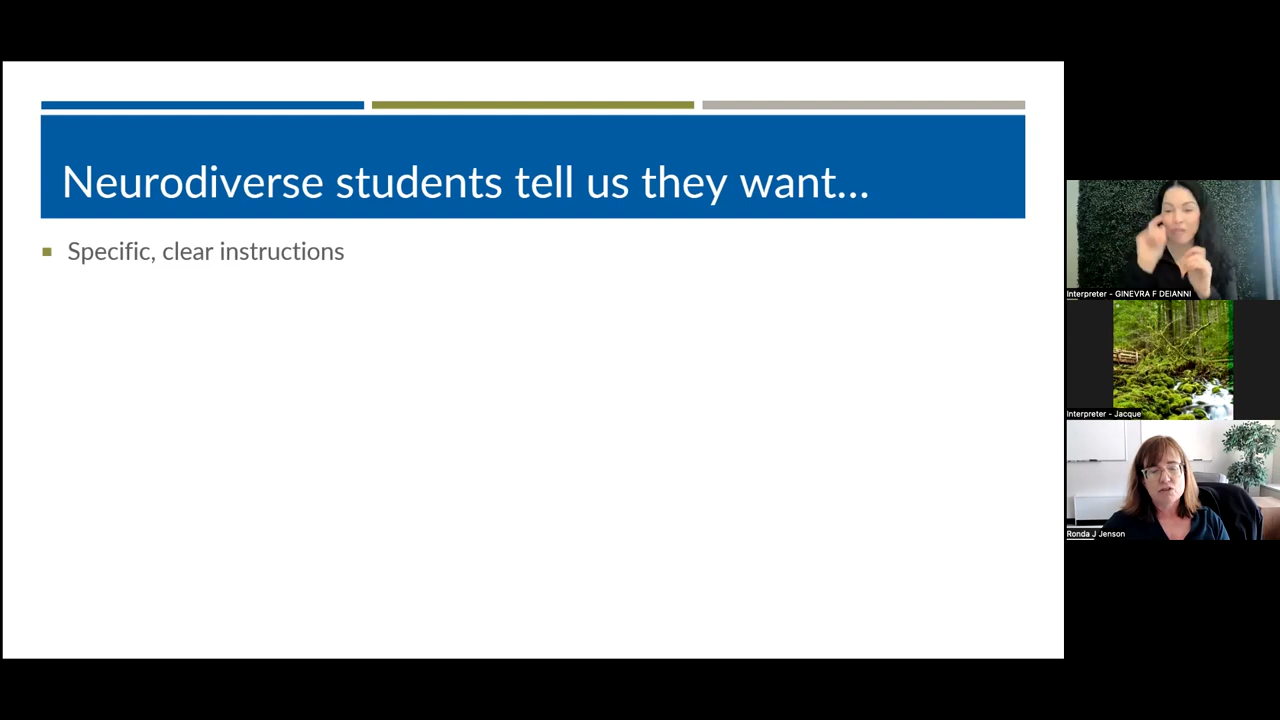 Neurodiverse students tell us they want...
Specific, clear instructions
Interpreter - GINEVRA F DEIANNI
Interpreter - Jacque
Ronda J Jenson